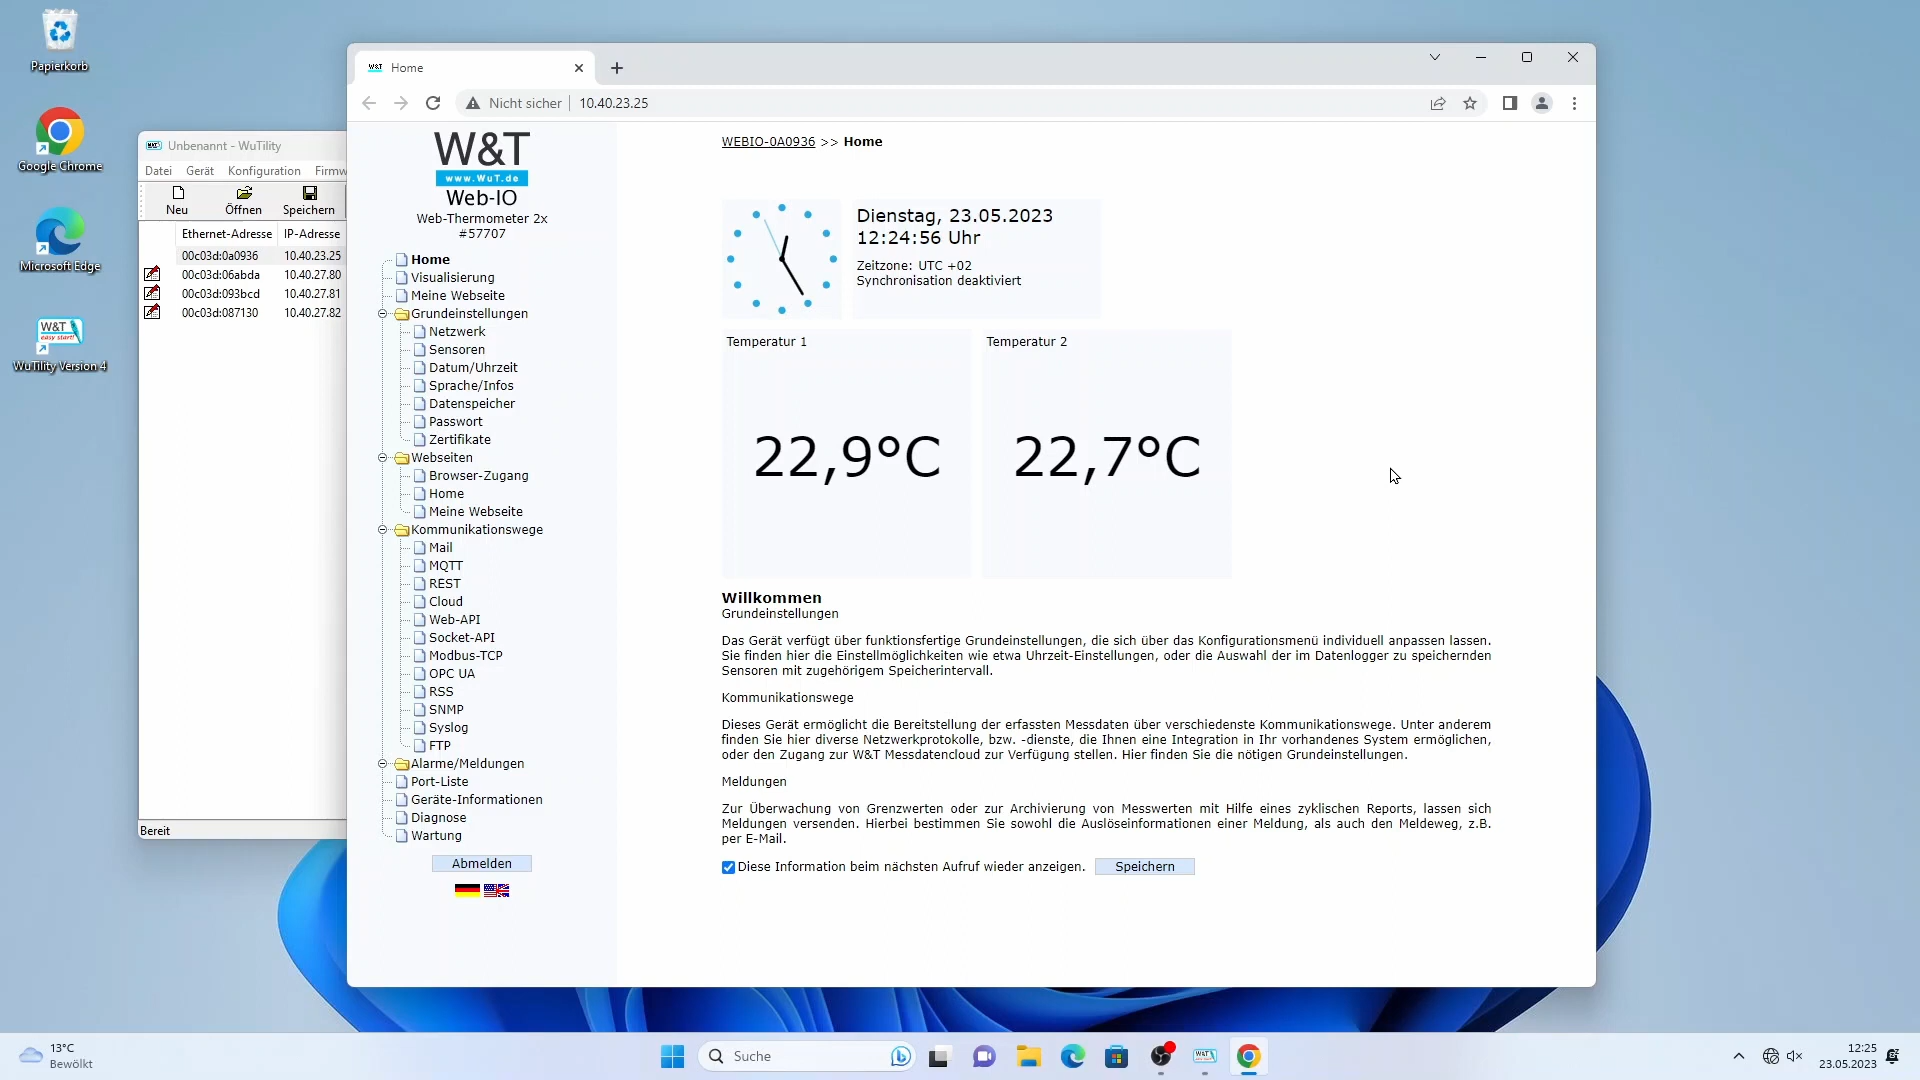 Papierkorb
Google Chrome
Microsoft Edge
W&T
easy start!
WuTility Version 4
Unbenannt - WuTility
Datei Gerät Konfiguration Firmw
Neu Öffnen Speichern
Ethernet-Adresse IP-Adresse
00c03d:0a0936 10.40.23.25
00c03d:06abda 10.40.27.80
00c03d:093bcd 10.40.27.81
00c03d:087130 10.40.27.82
Bereit
W&T Home
Nicht sicher 10.40.23.25
W&T
www.WuT.de
Web-IO
Web-Thermometer 2x
#57707
Home
Visualisierung
Meine Webseite
Grundeinstellungen
Netzwerk
Sensoren
Datum/Uhrzeit
Sprache/Infos
Datenspeicher
Passwort
Zertifikate
Webseiten
Browser-Zugang
Home
Meine Webseite
Kommunikationswege
Mail
MQTT
REST
Cloud
Web-API
Socket-API
Modbus-TCP
OPC UA
RSS
SNMP
Syslog
FTP
Alarme/Meldungen
Port-Liste
Geräte-Informationen
Diagnose
Wartung
Abmelden
WEBIO-0A0936 >> Home
Dienstag, 23.05.2023
12:24:56 Uhr
Zeitzone: UTC +02
Synchronisation deaktiviert
Temperatur 1
22,9°C
Temperatur 2
22,7°C
Willkommen
Grundeinstellungen
Das Gerät verfügt über funktionsfertige Grundeinstellungen, die sich über das Konfigurationsmenü individuell anpassen lassen.
Sie finden hier die Einstellmöglichkeiten wie etwa Uhrzeit-Einstellungen, oder die Auswahl der im Datenlogger zu speichernden
Sensoren mit zugehörigem Speicherintervall.
Kommunikationswege
Dieses Gerät ermöglicht die Bereitstellung der erfassten Messdaten über verschiedenste Kommunikationswege. Unter anderem
finden Sie hier diverse Netzwerkprotokolle, bzw. -dienste, die Ihnen eine Integration in Ihr vorhandenes System ermöglichen,
oder den Zugang zur W&T Messdatencloud zur Verfügung stellen. Hier finden Sie die nötigen Grundeinstellungen.
Meldungen
Zur Überwachung von Grenzwerten oder zur Archivierung von Messwerten mit Hilfe eines zyklischen Reports, lassen sich
Meldungen versenden. Hierbei bestimmen Sie sowohl die Auslöseinformationen einer Meldung, als auch den Meldeweg, z.B.
per E-Mail.
Diese Information beim nächsten Aufruf wieder anzeigen. Speichern
13°C
Bewölkt
Suche
W&T
12:25
23.05.2023